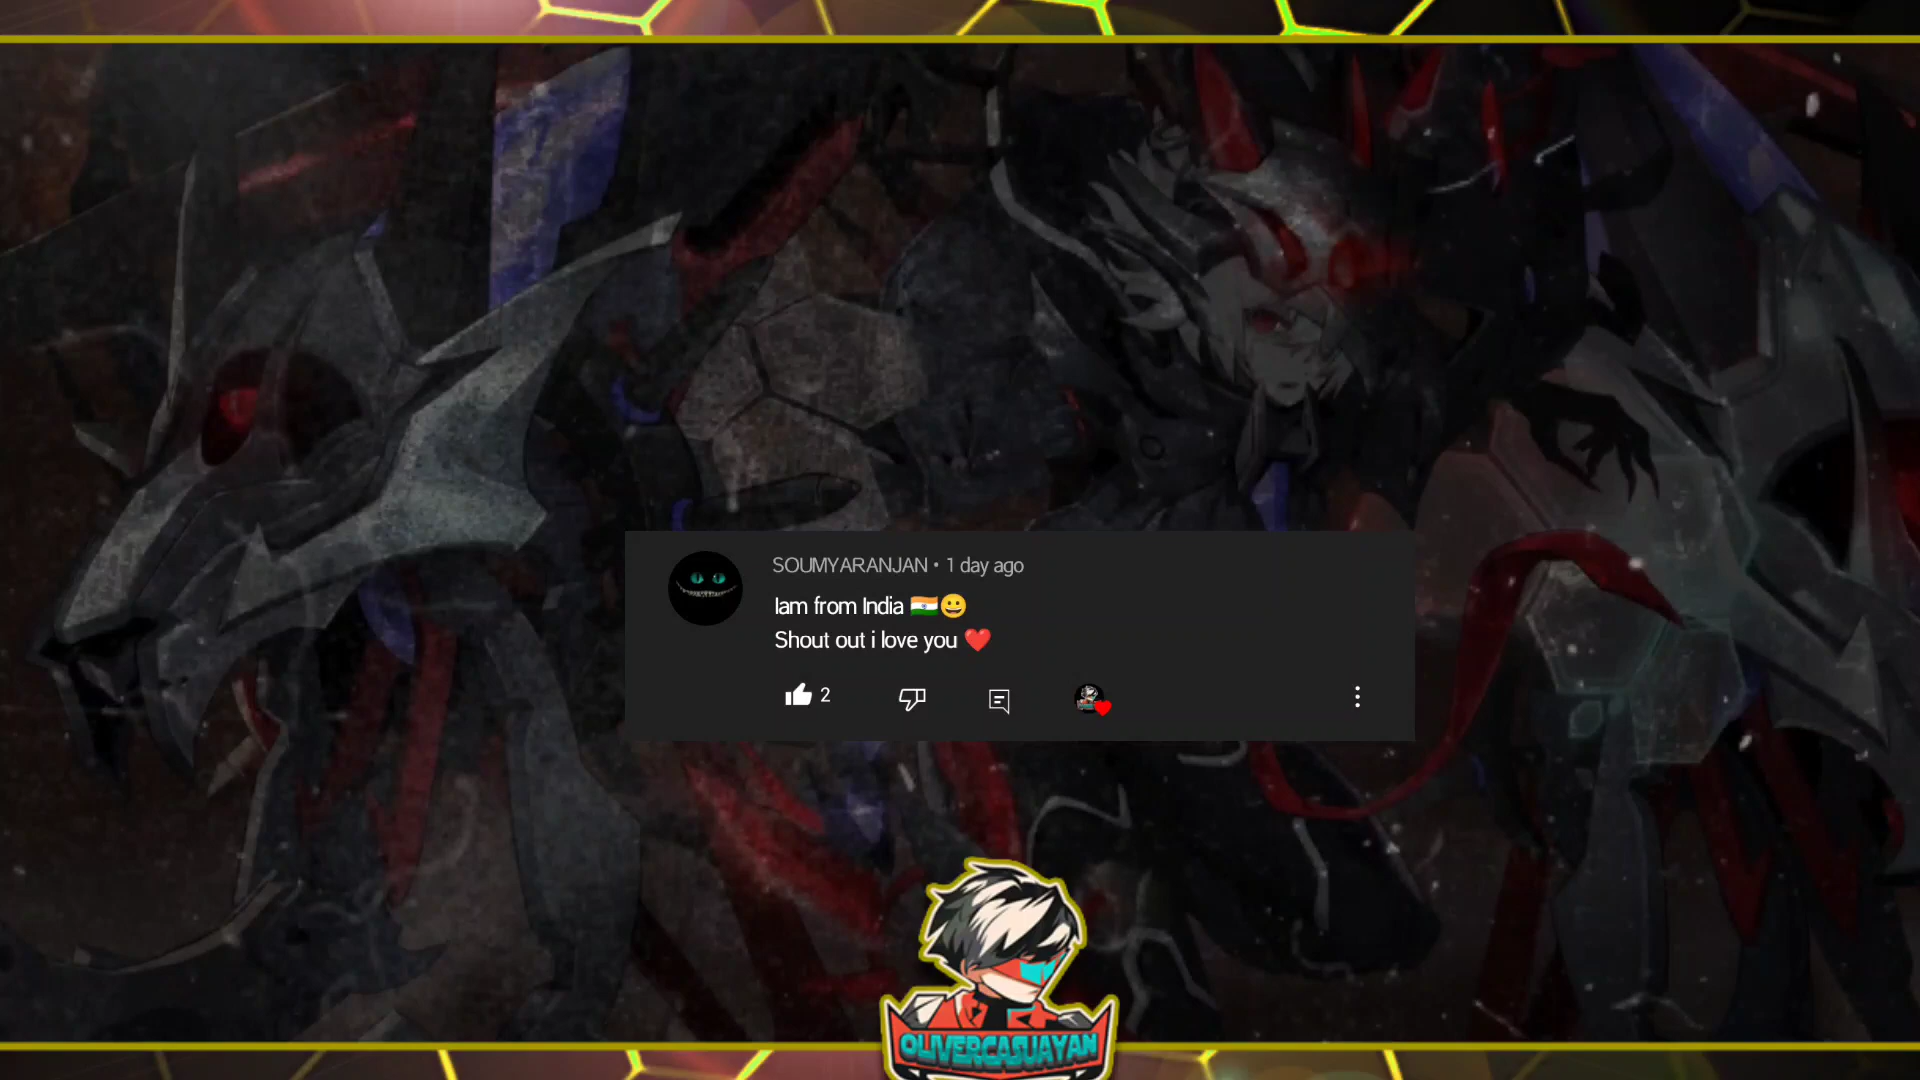 SOUMYARANJAN • 1 day ago
Iam from India 🇮🇳😀
Shout out i love you ❤️
2
OLIVERCASUAYAN